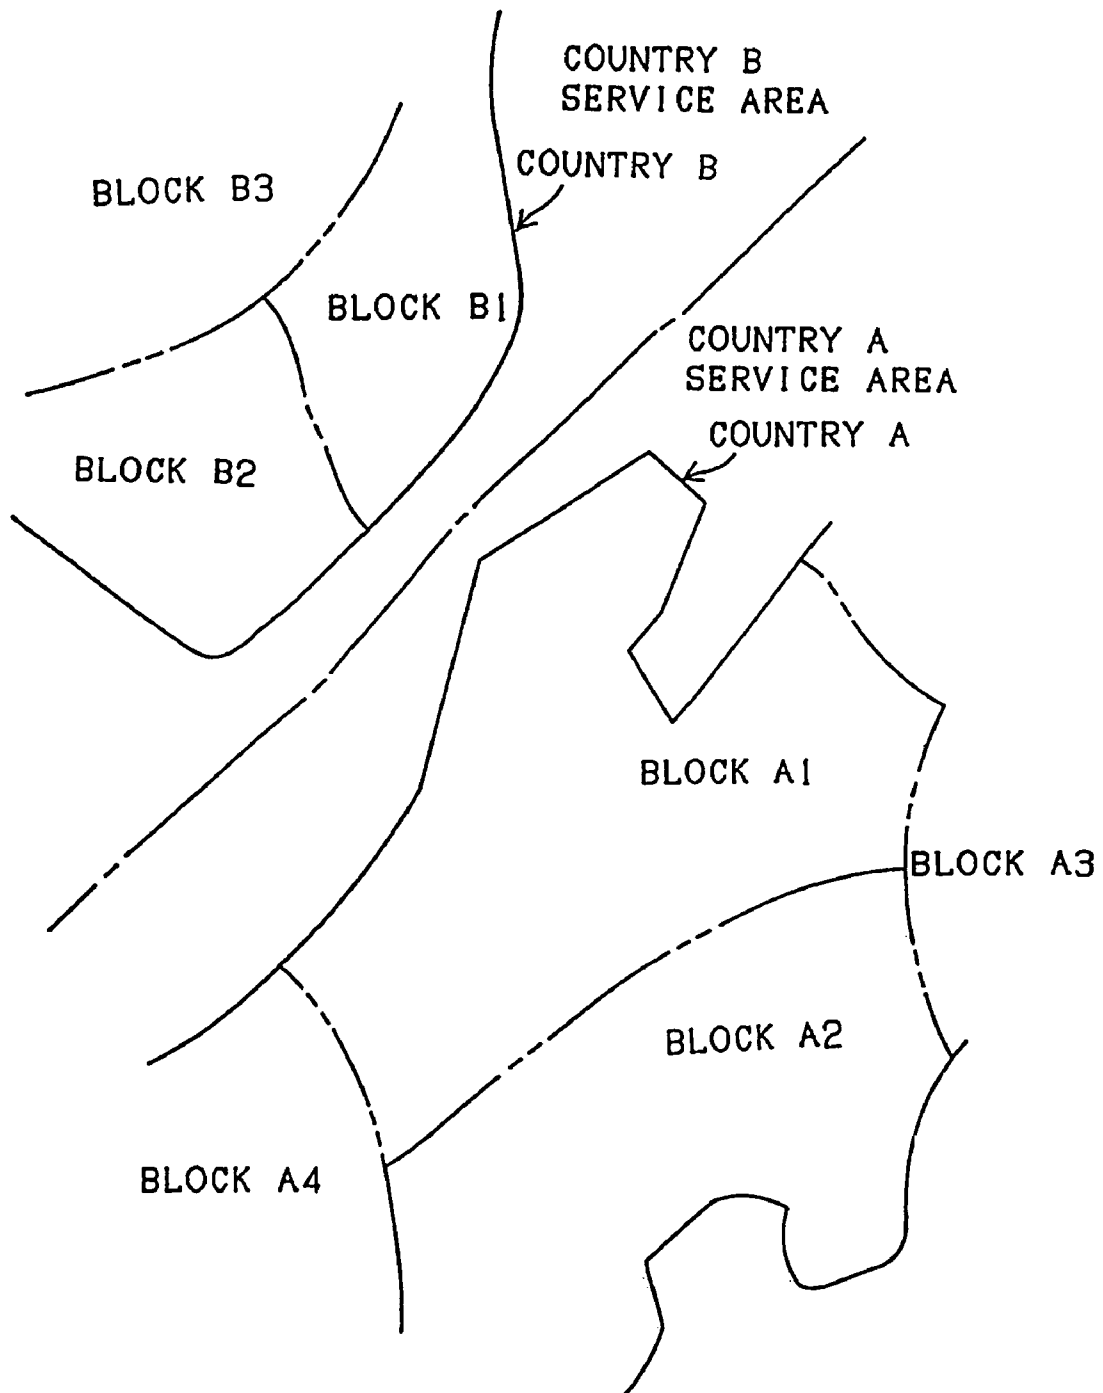 COUNTRY B
SERVICE AREA
COUNTRY B
BLOCK B3
BLOCK B1
COUNTRY A
SERVICE AREA
COUNTRY A
BLOCK B2
BLOCK A1
BLOCK A3
BLOCK A2
BLOCK A4